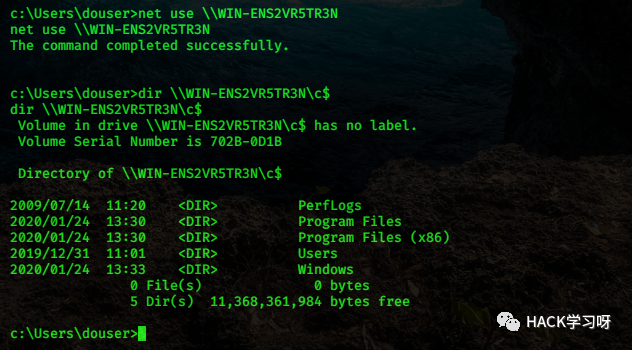 c:\Users\douser>net use \\WIN-ENS2VR5TR3N
net use \\WIN-ENS2VR5TR3N
The command completed successfully.
c:\Users\douser>dir \\WIN-ENS2VR5TR3N\c$
dir \\WIN-ENS2VR5TR3N\c$
 Volume in drive \\WIN-ENS2VR5TR3N\c$ has no label.
 Volume Serial Number is 702B-0D1B
 Directory of \\WIN-ENS2VR5TR3N\c$
2009/07/14  11:20    <DIR>          PerfLogs
2020/01/24  13:30    <DIR>          Program Files
2020/01/24  13:30    <DIR>          Program Files (x86)
2019/12/31  11:01    <DIR>          Users
2020/01/24  13:33    <DIR>          Windows
               0 File(s)              0 bytes
               5 Dir(s)  11,368,361,984 bytes free
c:\Users\douser>
HACK学习呀